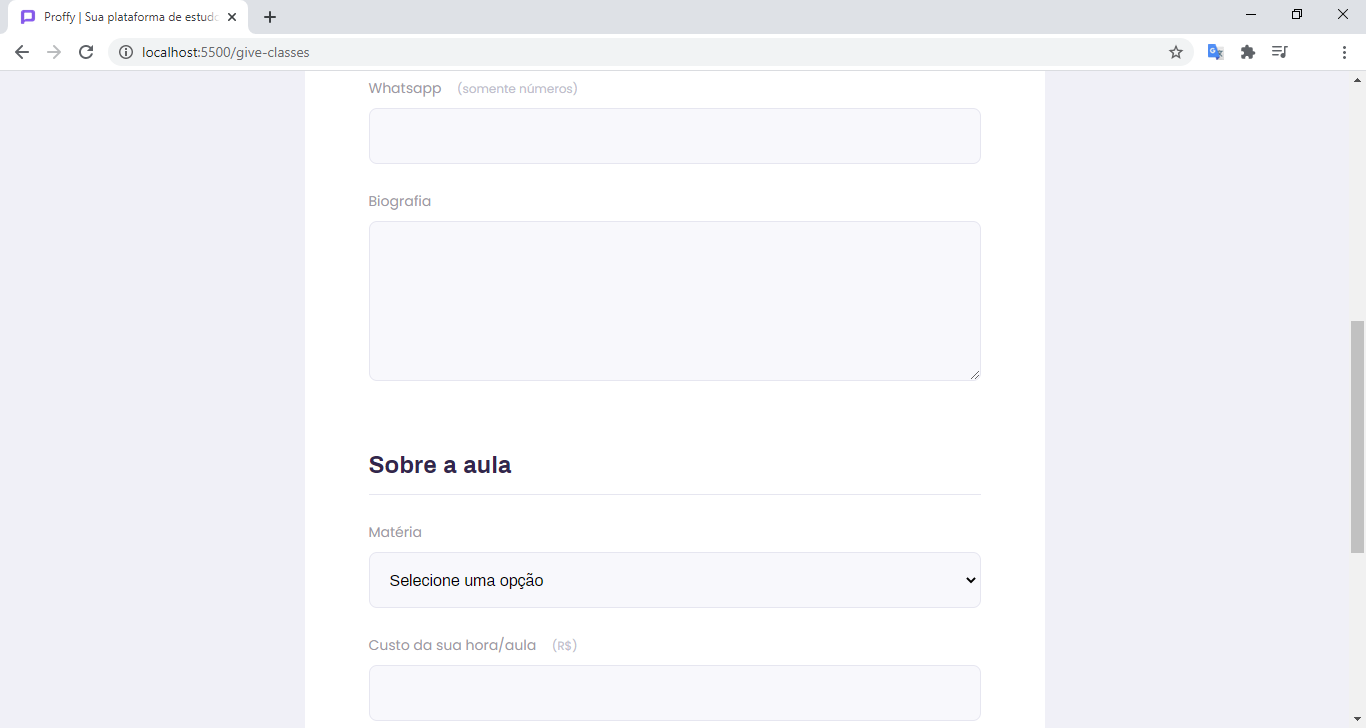 Proffy | Sua plataforma de estudo
localhost:5500/give-classes
Whatsapp (somente números)
Biografia
Sobre a aula
Matéria
Selecione uma opção
Custo da sua hora/aula (R$)